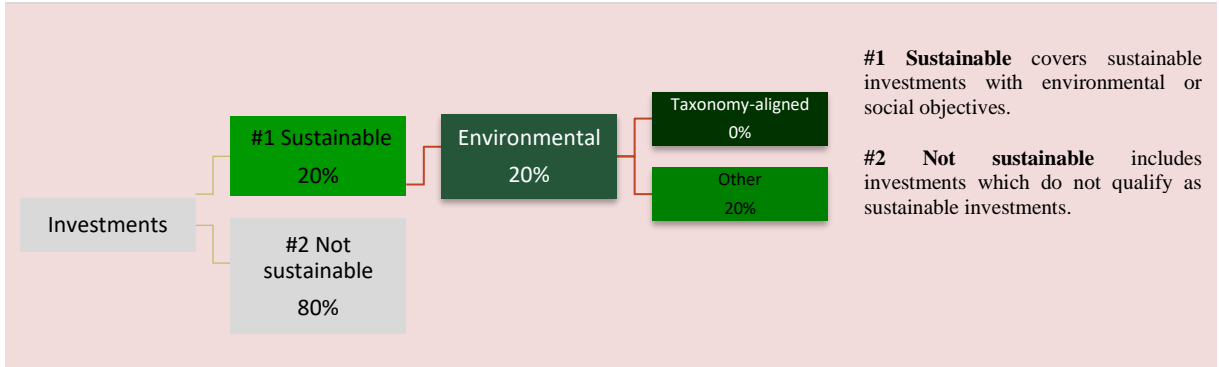 Investments
#1 Sustainable
20%
#2 Not
sustainable
80%
Environmental
20%
Taxonomy-aligned
0%
Other
20%
#1 Sustainable covers sustainable
investments with environmental or
social objectives.
#2 Not sustainable includes
investments which do not qualify as
sustainable investments.